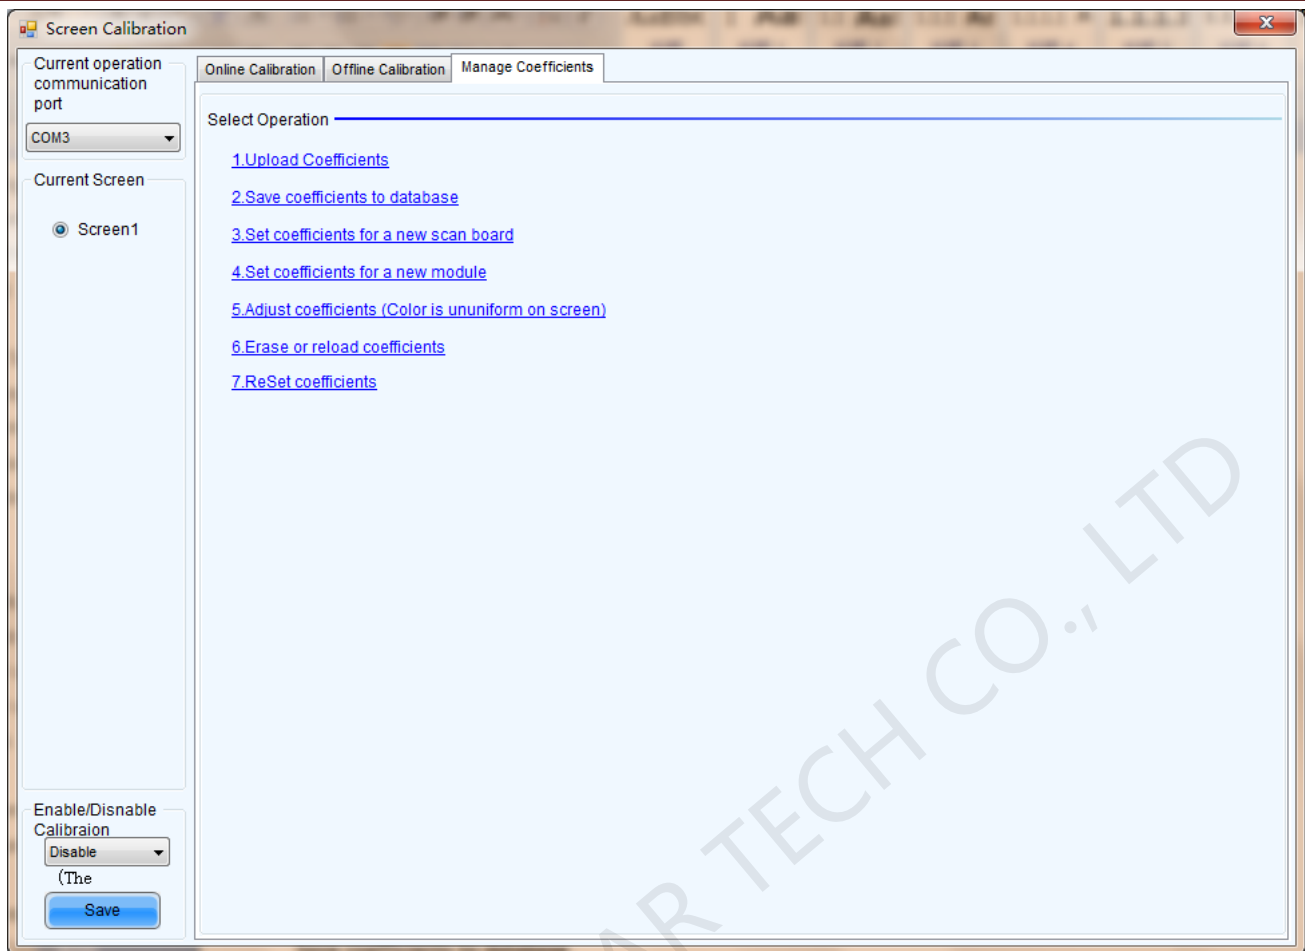 Screen Calibration
Current operation
communication
port
COM3
Current Screen
Screen1
Enable/Disnable
Calibraion
Disable
(The
Save
Online Calibration
Offline Calibration
Manage Coefficients
Select Operation
1.Upload Coefficients
2.Save coefficients to database
3.Set coefficients for a new scan board
4.Set coefficients for a new module
5.Adjust coefficients (Color is ununiform on screen)
6.Erase or reload coefficients
7.ReSet coefficients
AR TECH CO., LTD